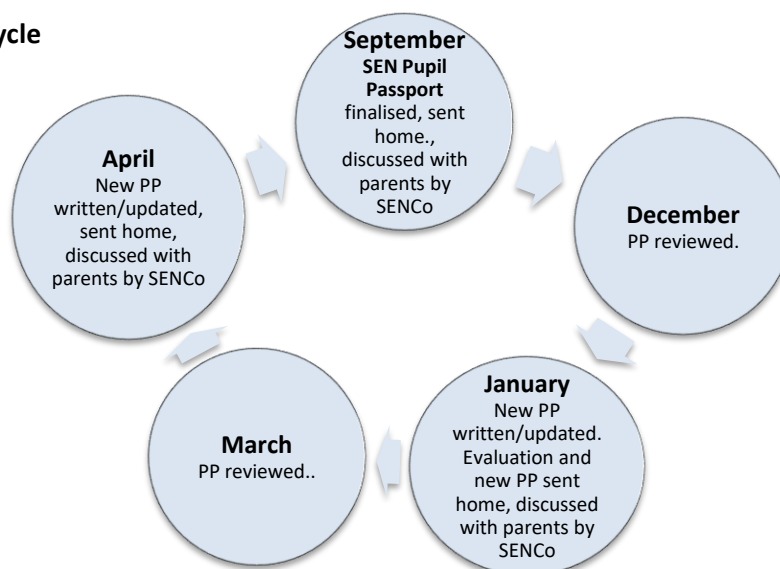 ycle
September
SEN Pupil
Passport
finalised, sent
home.,
discussed with
parents by
SENCo
December
PP reviewed.
January
New PP
written/updated.
Evaluation and
new PP sent
home, discussed
with parents by
SENCo
March
PP reviewed..
April
New PP
written/updated,
sent home,
discussed with
parents by SENCo